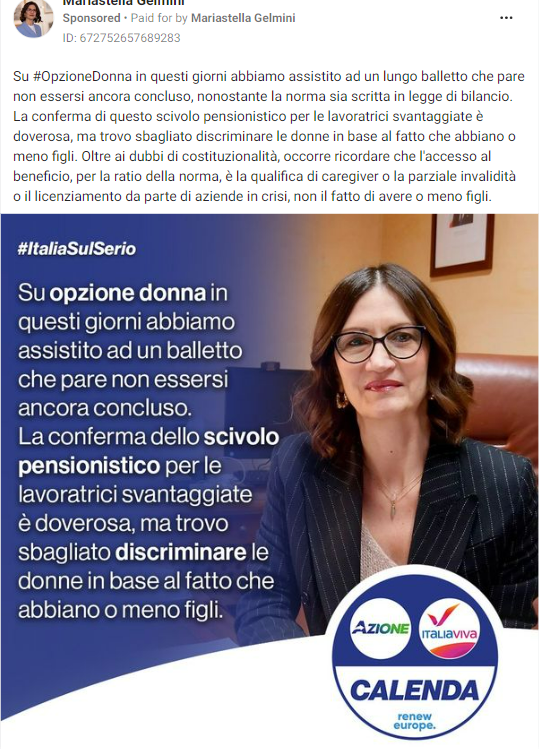 Mariastella Gelmini
Sponsored • Paid for by Mariastella Gelmini
ID: 672752657689283
Su #OpzioneDonna in questi giorni abbiamo assistito ad un lungo balletto che pare
non essersi ancora concluso, nonostante la norma sia scritta in legge di bilancio.
La conferma di questo scivolo pensionistico per le lavoratrici svantaggiate è
doverosa, ma trovo sbagliato discriminare le donne in base al fatto che abbiano o
meno figli. Oltre ai dubbi di costituzionalità, occorre ricordare che l'accesso al
beneficio, per la ratio della norma, è la qualifica di caregiver o la parziale invalidità
o il licenziamento da parte di aziende in crisi, non il fatto di avere o meno figli.
#ItaliaSulSerio
Su opzione donna in
questi giorni abbiamo
assistito ad un balletto
che pare non essersi
ancora concluso.
La conferma dello scivolo
pensionistico per le
lavoratrici svantaggiate
è doverosa, ma trovo
sbagliato discriminare le
donne in base al fatto che
abbiano o meno figli.
AZIONE
ITALIAVIVA
CALENDA
renew
europe.